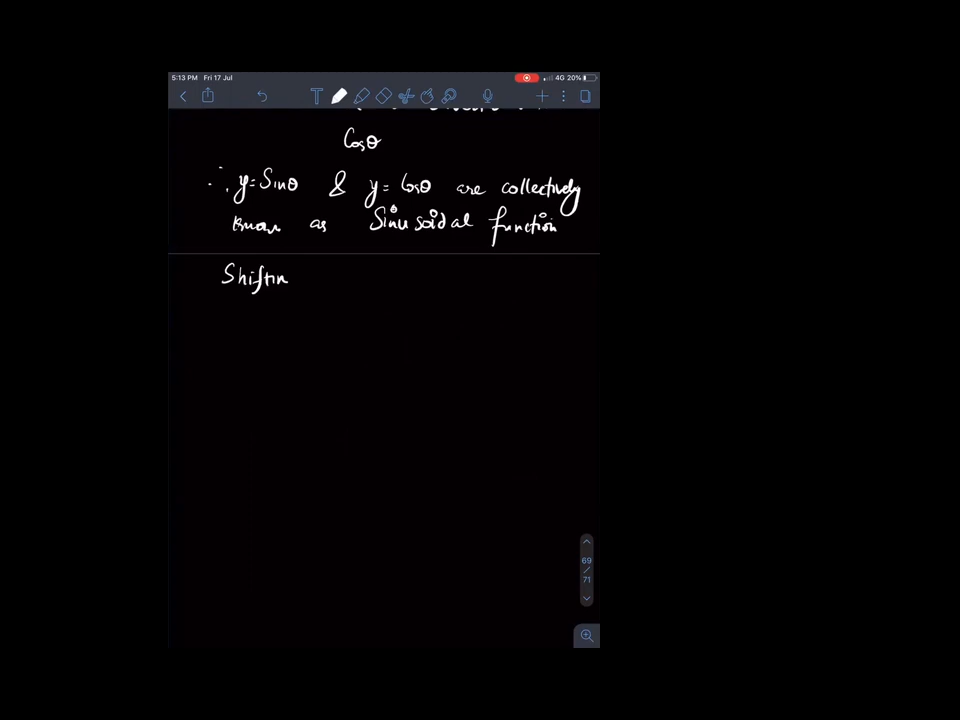 5:13 PM Fri 17 Jul 4G 20%
T
Cosθ
∴ y=Sinθ & y= Cosθ are collectively
known as Sinusoidal function
Shiftin
69
/
71